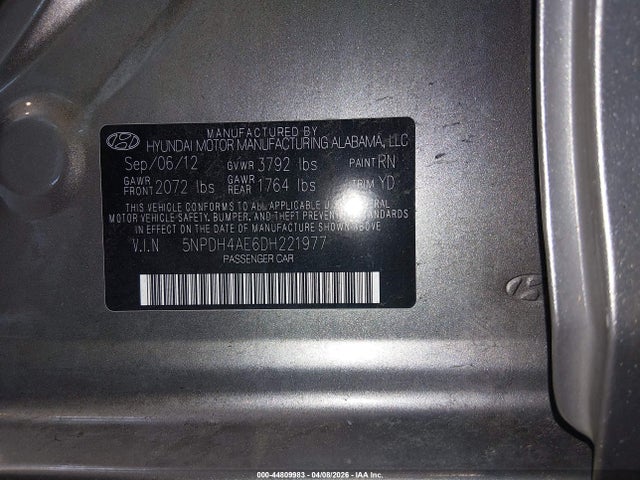 MANUFACTURED BY
HYUNDAI MOTOR MANUFACTURING ALABAMA, LLC
Sep/06/12 GVWR 3792 lbs PAINT RN
GAWR FRONT 2072 lbs GAWR REAR 1764 lbs TRIM YD
THIS VEHICLE CONFORMS TO ALL APPLICABLE U.S. FEDERAL
MOTOR VEHICLE SAFETY, BUMPER, AND THEFT PREVENTION STANDARDS
IN EFFECT ON THE DATE OF MANUFACTURE SHOWN ABOVE
V.I.N 5NPDH4AE6DH221977
PASSENGER CAR
000-44809983 - 04/08/2026 - IAA Inc.